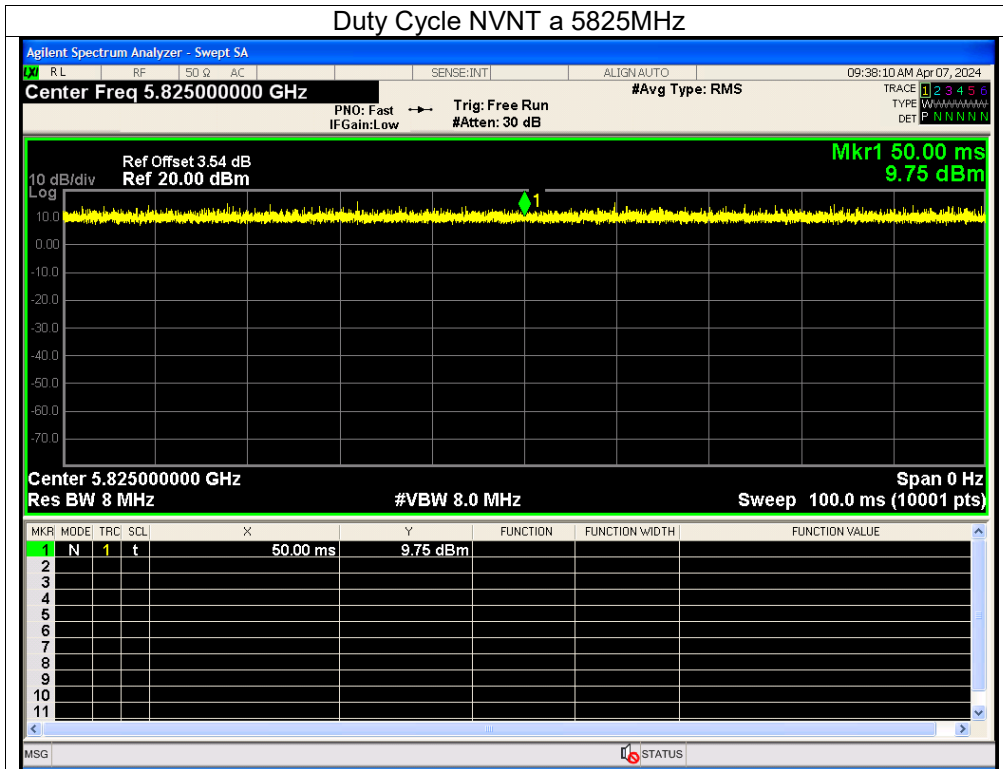 Duty Cycle NVNT a 5825MHz
Agilent Spectrum Analyzer - Swept SA
LXI RL RF 50 Ω AC SENSE:INT ALIGN AUTO 09:38:10 AM Apr 07, 2024
Center Freq 5.825000000 GHz #Avg Type: RMS TRACE 1 2 3 4 5 6
PNO: Fast Trig: Free Run TYPE WWWWWW
IFGain:Low #Atten: 30 dB DET P N N N N N
Mkr1 50.00 ms
Ref Offset 3.54 dB
10 dB/div Ref 20.00 dBm 9.75 dBm
Log
1
10.0
0.00
-10.0
-20.0
-30.0
-40.0
-50.0
-60.0
-70.0
Center 5.825000000 GHz Span 0 Hz
Res BW 8 MHz #VBW 8.0 MHz Sweep 100.0 ms (10001 pts)
MKR MODE TRC SCL X Y FUNCTION FUNCTION WIDTH FUNCTION VALUE
1 N 1 t 50.00 ms 9.75 dBm
2
3
4
5
6
7
8
9
10
11
MSG STATUS